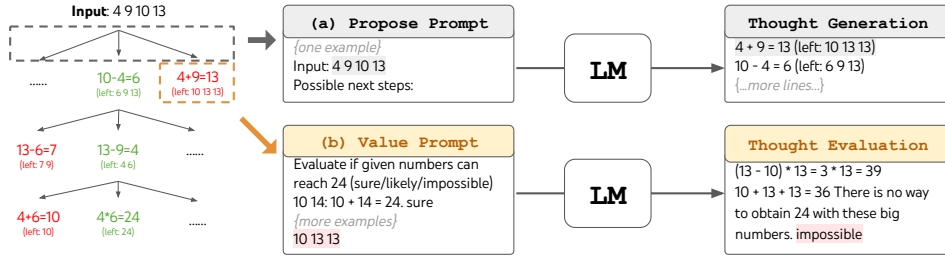 Input: 4 9 10 13
......
10-4=6
(left: 6 9 13)
4+9=13
(left: 10 13 13)
13-6=7
(left: 7 9)
13-9=4
(left: 4 6)
......
4+6=10
(left: 10)
4*6=24
(left: 24)
......
(a) Propose Prompt
{one example}
Input: 4 9 10 13
Possible next steps:
LM
Thought Generation
4 + 9 = 13 (left: 10 13 13)
10 - 4 = 6 (left: 6 9 13)
{...more lines...}
(b) Value Prompt
Evaluate if given numbers can
reach 24 (sure/likely/impossible)
10 14: 10 + 14 = 24. sure
{more examples}
10 13 13
LM
Thought Evaluation
(13 - 10) * 13 = 3 * 13 = 39
10 + 13 + 13 = 36 There is no way
to obtain 24 with these big
numbers. impossible